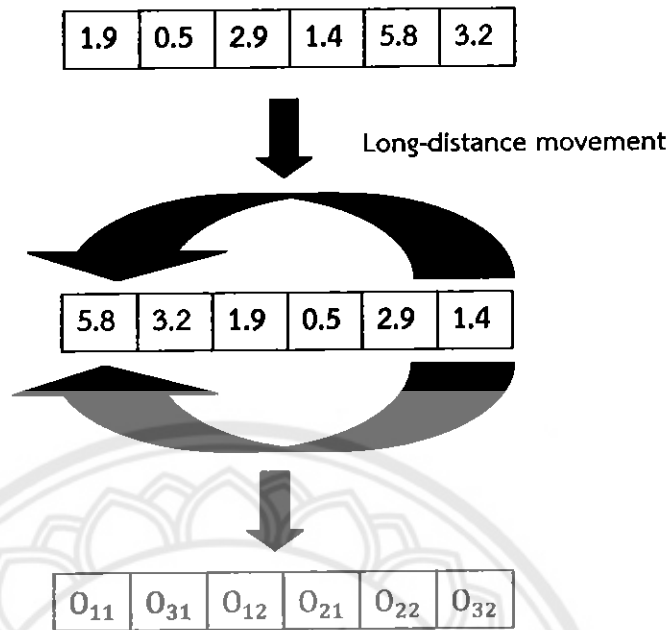 1.9 0.5 2.9 1.4 5.8 3.2
Long-distance movement
5.8 3.2 1.9 0.5 2.9 1.4
O₁₁ O₃₁ O₁₂ O₂₁ O₂₂ O₃₂